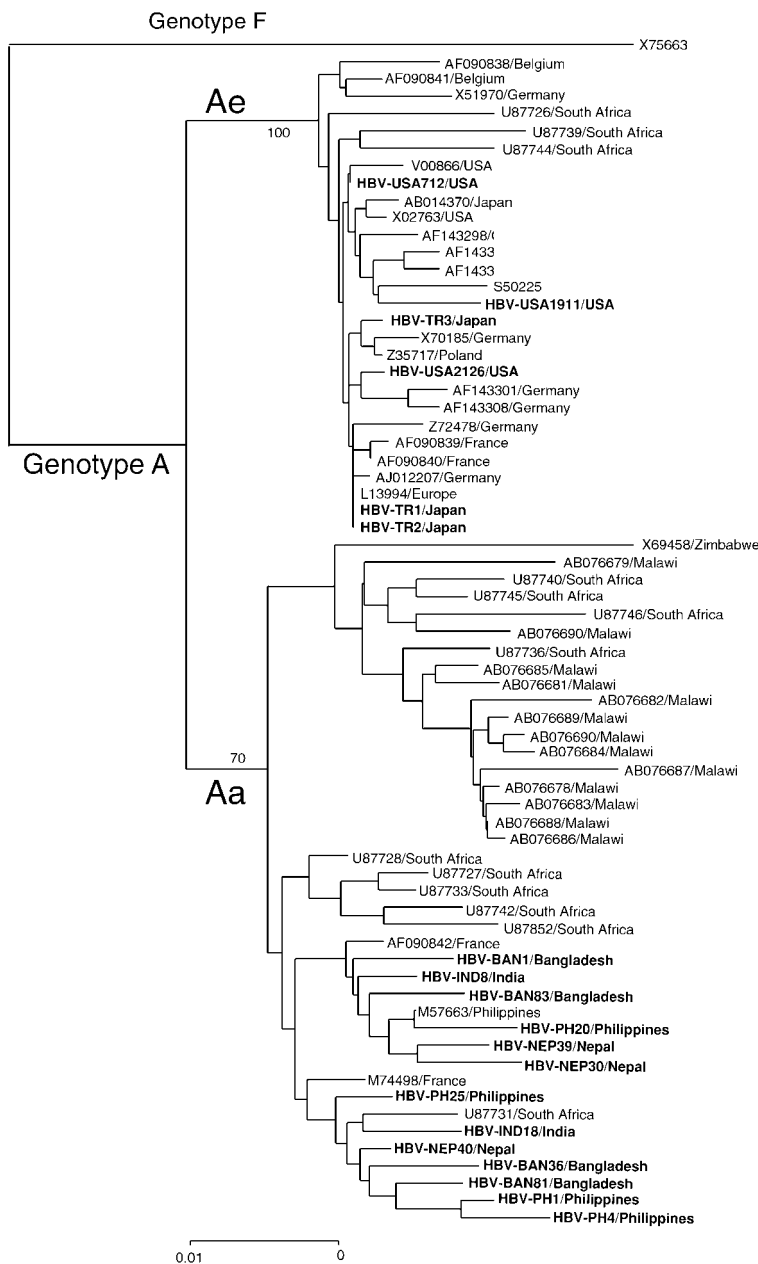 Genotype F
X75663
AF090838/Belgium
AF090841/Belgium
Ae
X51970/Germany
U87726/South Africa
100
U87739/South Africa
U87744/South Africa
V00866/USA
HBV-USA712/USA
AB014370/Japan
X02763/USA
AF143298/(
AF1433
AF1433
S50225
HBV-USA1911/USA
HBV-TR3/Japan
X70185/Germany
Z35717/Poland
HBV-USA2126/USA
AF143301/Germany
AF143308/Germany
Z72478/Germany
AF090839/France
Genotype A
AF090840/France
AJ012207/Germany
L13994/Europe
HBV-TR1/Japan
HBV-TR2/Japan
X69458/Zimbabwe
AB076679/Malawi
U87740/South Africa
U87745/South Africa
U87746/South Africa
AB076690/Malawi
U87736/South Africa
AB076685/Malawi
AB076681/Malawi
AB076682/Malawi
AB076689/Malawi
AB076690/Malawi
AB076684/Malawi
70
AB076687/Malawi
AB076678/Malawi
Aa
AB076683/Malawi
AB076688/Malawi
AB076686/Malawi
U87728/South Africa
U87727/South Africa
U87733/South Africa
U87742/South Africa
U87852/South Africa
AF090842/France
HBV-BAN1/Bangladesh
HBV-IND8/India
HBV-BAN83/Bangladesh
M57663/Philippines
HBV-PH20/Philippines
HBV-NEP39/Nepal
HBV-NEP30/Nepal
M74498/France
HBV-PH25/Philippines
U87731/South Africa
HBV-IND18/India
HBV-NEP40/Nepal
HBV-BAN36/Bangladesh
HBV-BAN81/Bangladesh
HBV-PH1/Philippines
HBV-PH4/Philippines
0.01 0